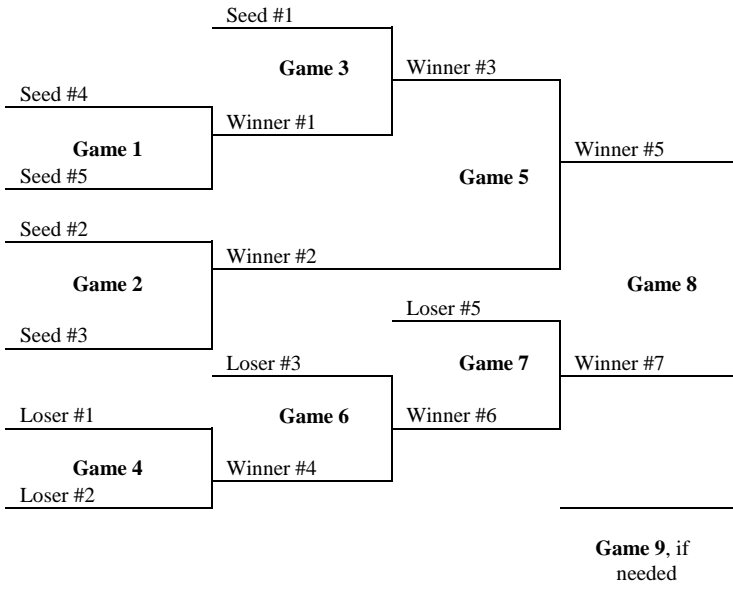 Seed #1
Game 3
Winner #3
Seed #4
Winner #1
Game 1
Winner #5
Seed #5
Game 5
Seed #2
Winner #2
Game 2
Game 8
Loser #5
Seed #3
Loser #3
Game 7
Winner #7
Loser #1
Game 6
Winner #6
Game 4
Winner #4
Loser #2
Game 9, if
needed